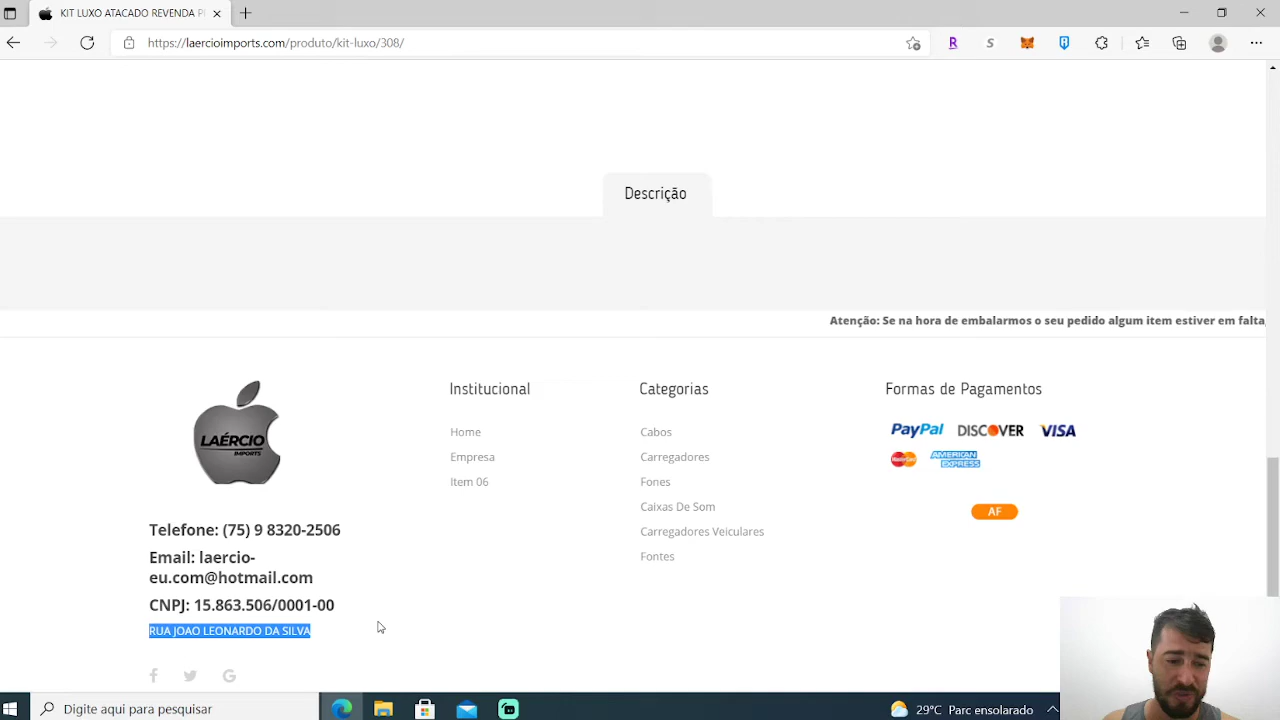 KIT LUXO ATACADO REVENDA
https://laercioimports.com/produto/kit-luxo/308/
Descrição
Atenção: Se na hora de embalarmos o seu pedido algum item estiver em falta,
LAÉRCIO
IMPORTS
Telefone: (75) 9 8320-2506
Email: laercio-
eu.com@hotmail.com
CNPJ: 15.863.506/0001-00
RUA JOAO LEONARDO DA SILVA
Institucional
Home
Empresa
Item 06
Categorias
Cabos
Carregadores
Fones
Caixas De Som
Carregadores Veiculares
Fontes
Formas de Pagamentos
PayPal DISCOVER VISA
MasterCard AMERICAN EXPRESS
AF
Digite aqui para pesquisar
29°C Parc ensolarado